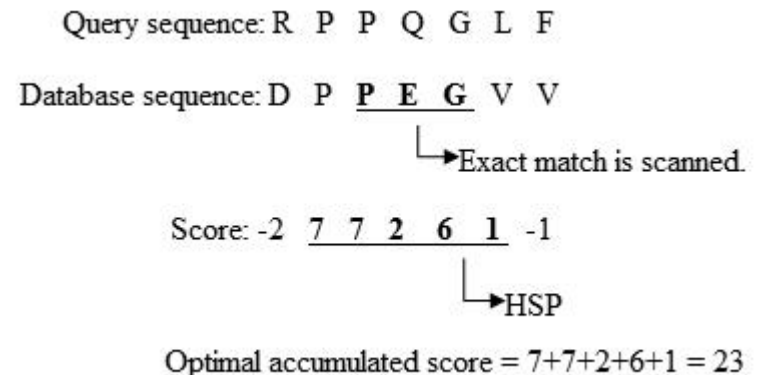 Query sequence: R P P Q G L F
Database sequence: D P P E G V V
Exact match is scanned.
Score: -2 7 7 2 6 1 -1
HSP
Optimal accumulated score = 7+7+2+6+1 = 23